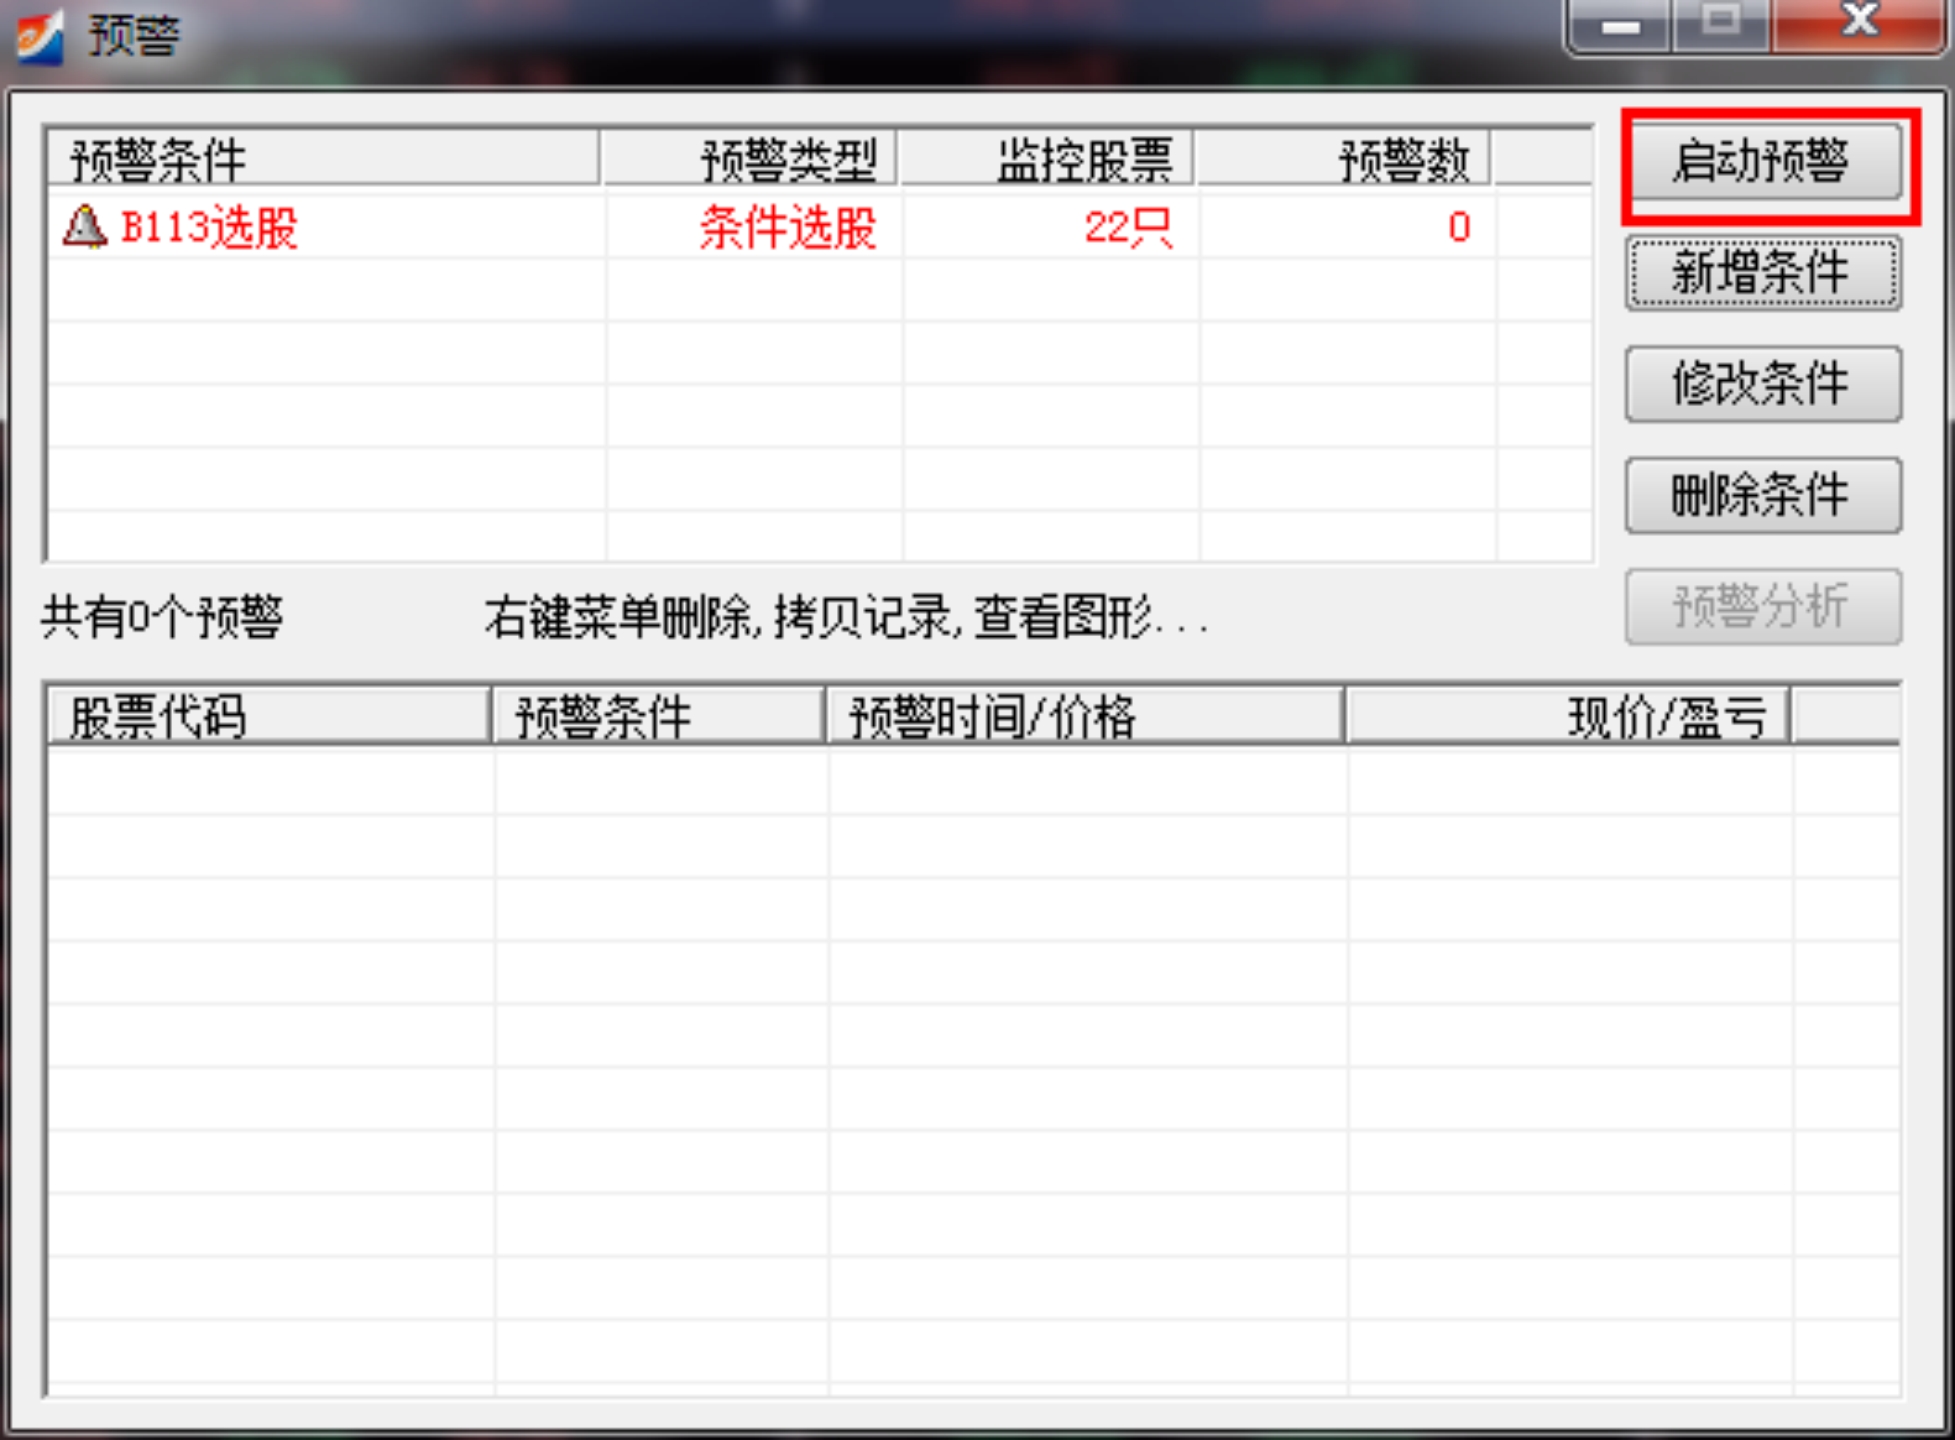 预警
预警条件 预警类型 监控股票 预警数
B113选股 条件选股 22只 0
启动预警
新增条件
修改条件
删除条件
预警分析
共有0个预警 右键菜单删除,拷贝记录,查看图形...
股票代码 预警条件 预警时间/价格 现价/盈亏